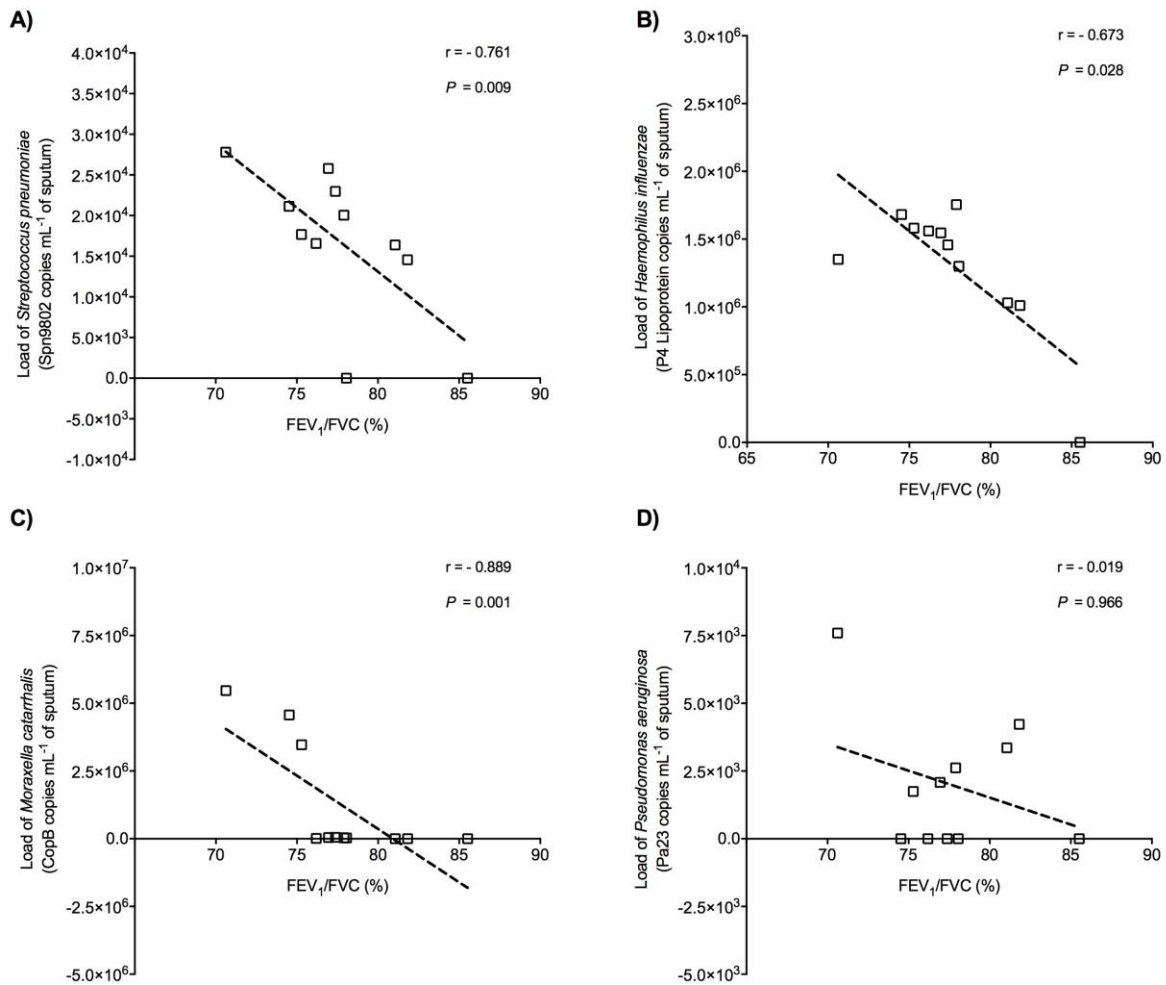 A)
r = - 0.761
P = 0.009
Load of Streptococcus pneumoniae
(Spn9802 copies mL⁻¹ of sputum)
4.0×10⁴
3.5×10⁴
3.0×10⁴
2.5×10⁴
2.0×10⁴
1.5×10⁴
1.0×10⁴
5.0×10³
0.0
-5.0×10³
-1.0×10⁴
70 75 80 85 90
FEV₁/FVC (%)
B)
r = - 0.673
P = 0.028
Load of Haemophilus influenzae
(P4 Lipoprotein copies mL⁻¹ of sputum)
3.0×10⁶
2.5×10⁶
2.0×10⁶
1.5×10⁶
1.0×10⁶
5.0×10⁵
0.0
65 70 75 80 85 90
FEV₁/FVC (%)
C)
r = - 0.889
P = 0.001
Load of Moraxella catarrhalis
(CopB copies mL⁻¹ of sputum)
1.0×10⁷
7.5×10⁶
5.0×10⁶
2.5×10⁶
0.0
-2.5×10⁶
-5.0×10⁶
70 75 80 85 90
FEV₁/FVC (%)
D)
r = - 0.019
P = 0.966
Load of Pseudomonas aeruginosa
(Pa23 copies mL⁻¹ of sputum)
1.0×10⁴
7.5×10³
5.0×10³
2.5×10³
0.0
-2.5×10³
-5.0×10³
70 75 80 85 90
FEV₁/FVC (%)